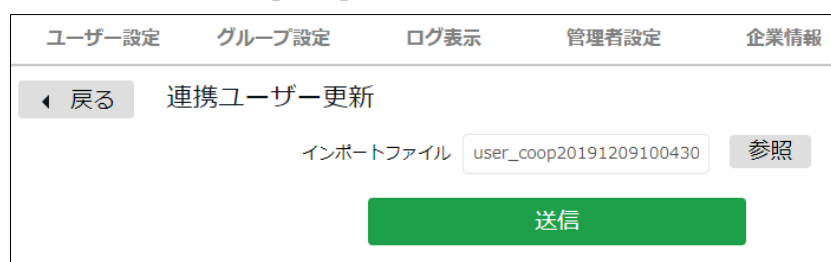 ユーザー設定 グループ設定 ログ表示 管理者設定 企業情報
戻る 連携ユーザー更新
インポートファイル user_coop20191209100430 参照
送信